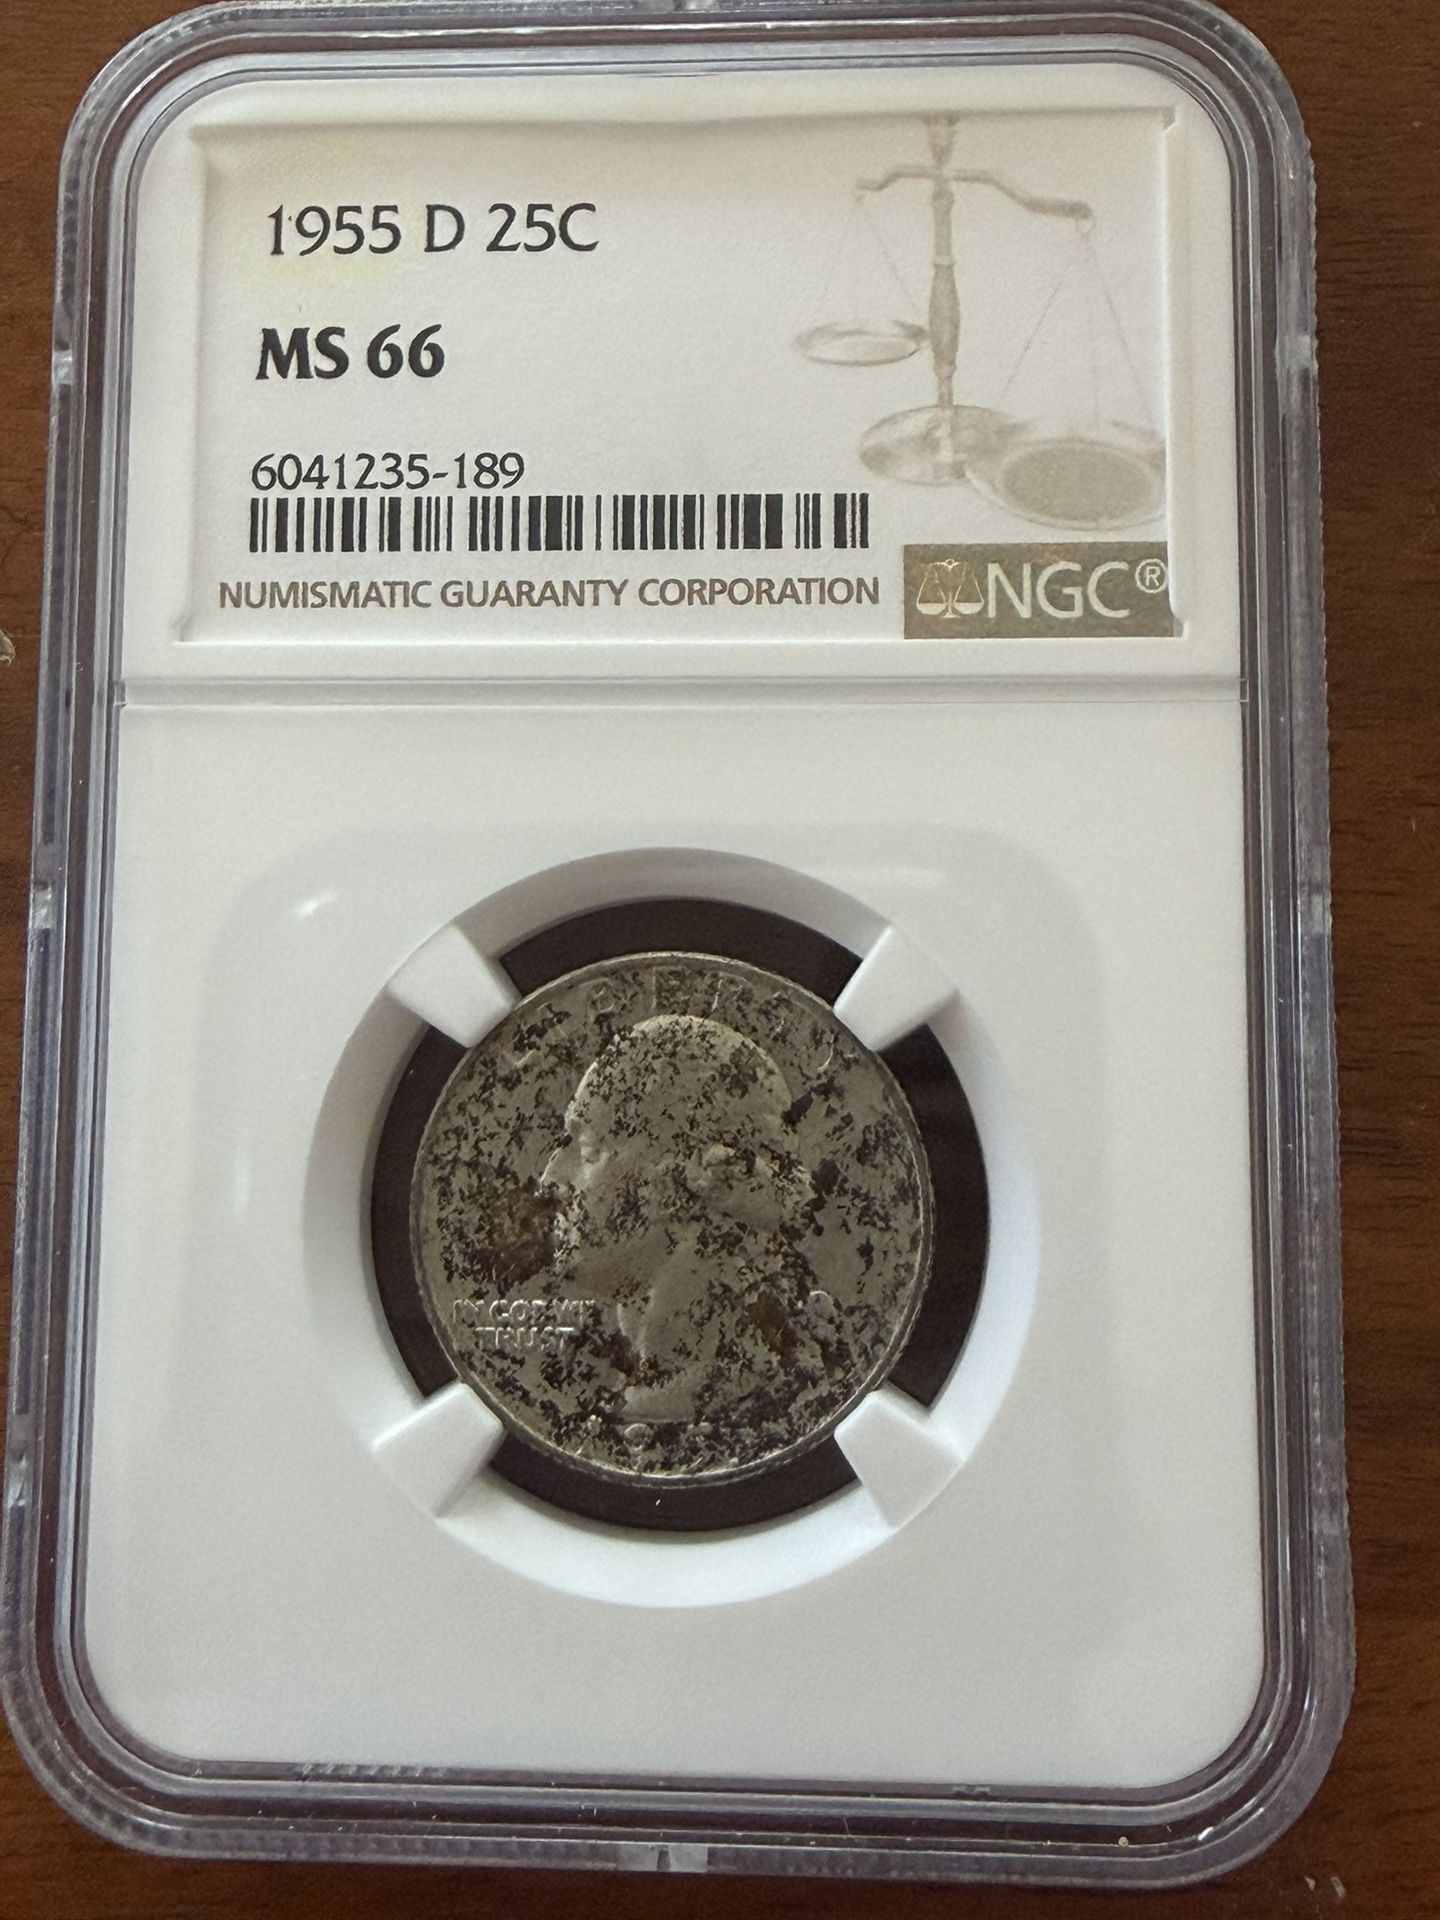 1955 D 25C
MS 66
6041235-189
NUMISMATIC GUARANTY CORPORATION
NGC®
IN GOD WE
TRUST